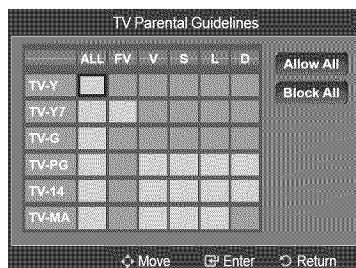 TV Parental Guidelines
ALL FV V S L D
Allow All
Block All
TV-Y
TV-Y7
TV-G
TV-PG
TV-14
TV-MA
Move Enter Return